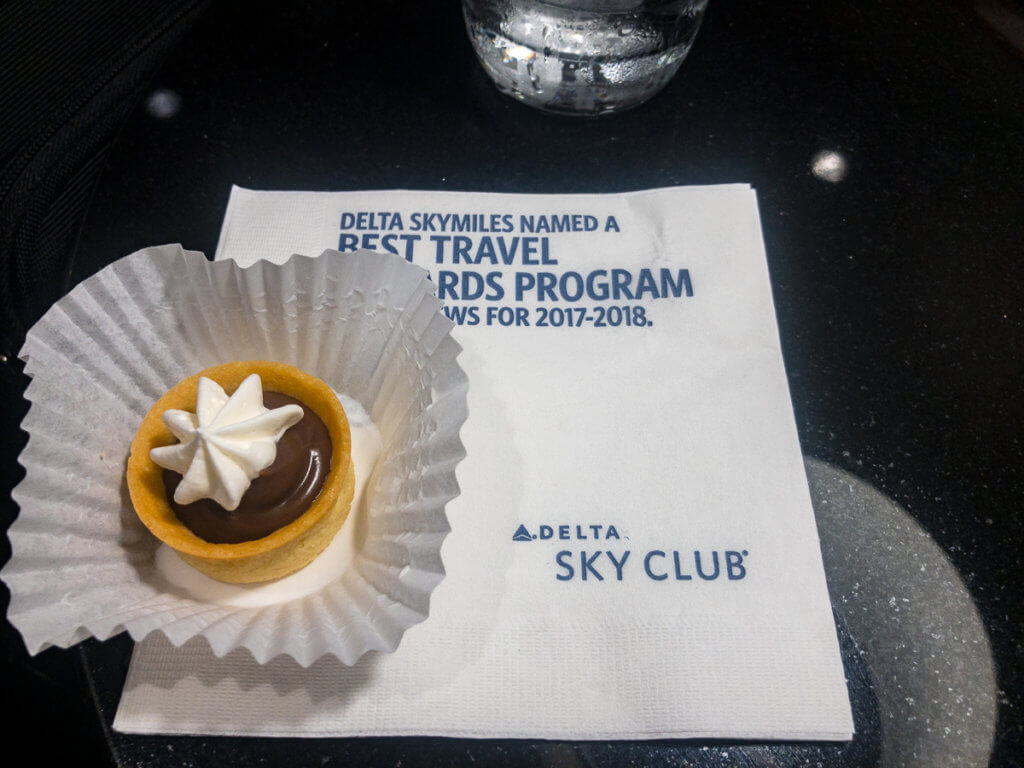 DELTA SKYMILES NAMED A
BEST TRAVEL
ARDS PROGRAM
WS FOR 2017-2018.
DELTA
SKY CLUB®